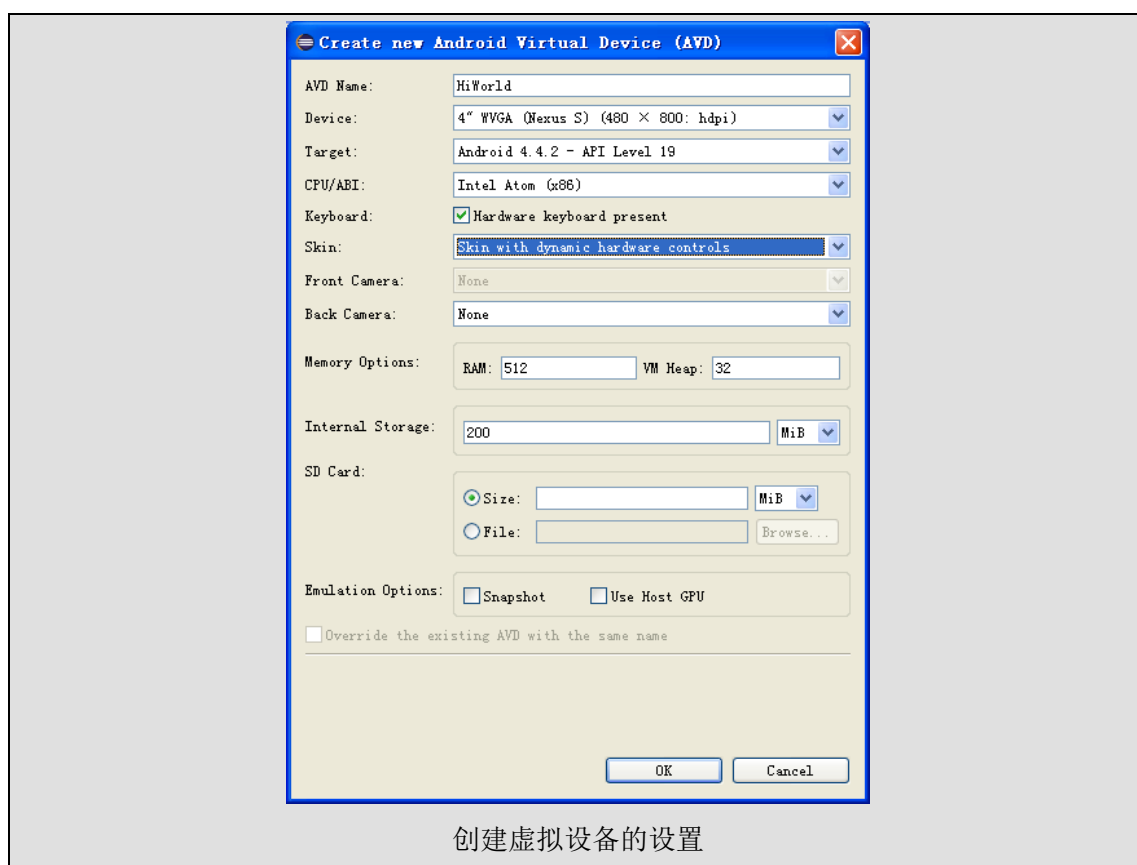 Create new Android Virtual Device (AVD)
AVD Name: HiWorld
Device: 4" WVGA (Nexus S) (480 × 800: hdpi)
Target: Android 4.4.2 - API Level 19
CPU/ABI: Intel Atom (x86)
Keyboard: Hardware keyboard present
Skin: Skin with dynamic hardware controls
Front Camera: None
Back Camera: None
Memory Options: RAM: 512 VM Heap: 32
Internal Storage: 200 MiB
SD Card:
Size: MiB
File: Browse...
Emulation Options: Snapshot Use Host GPU
Override the existing AVD with the same name
OK Cancel
创建虚拟设备的设置